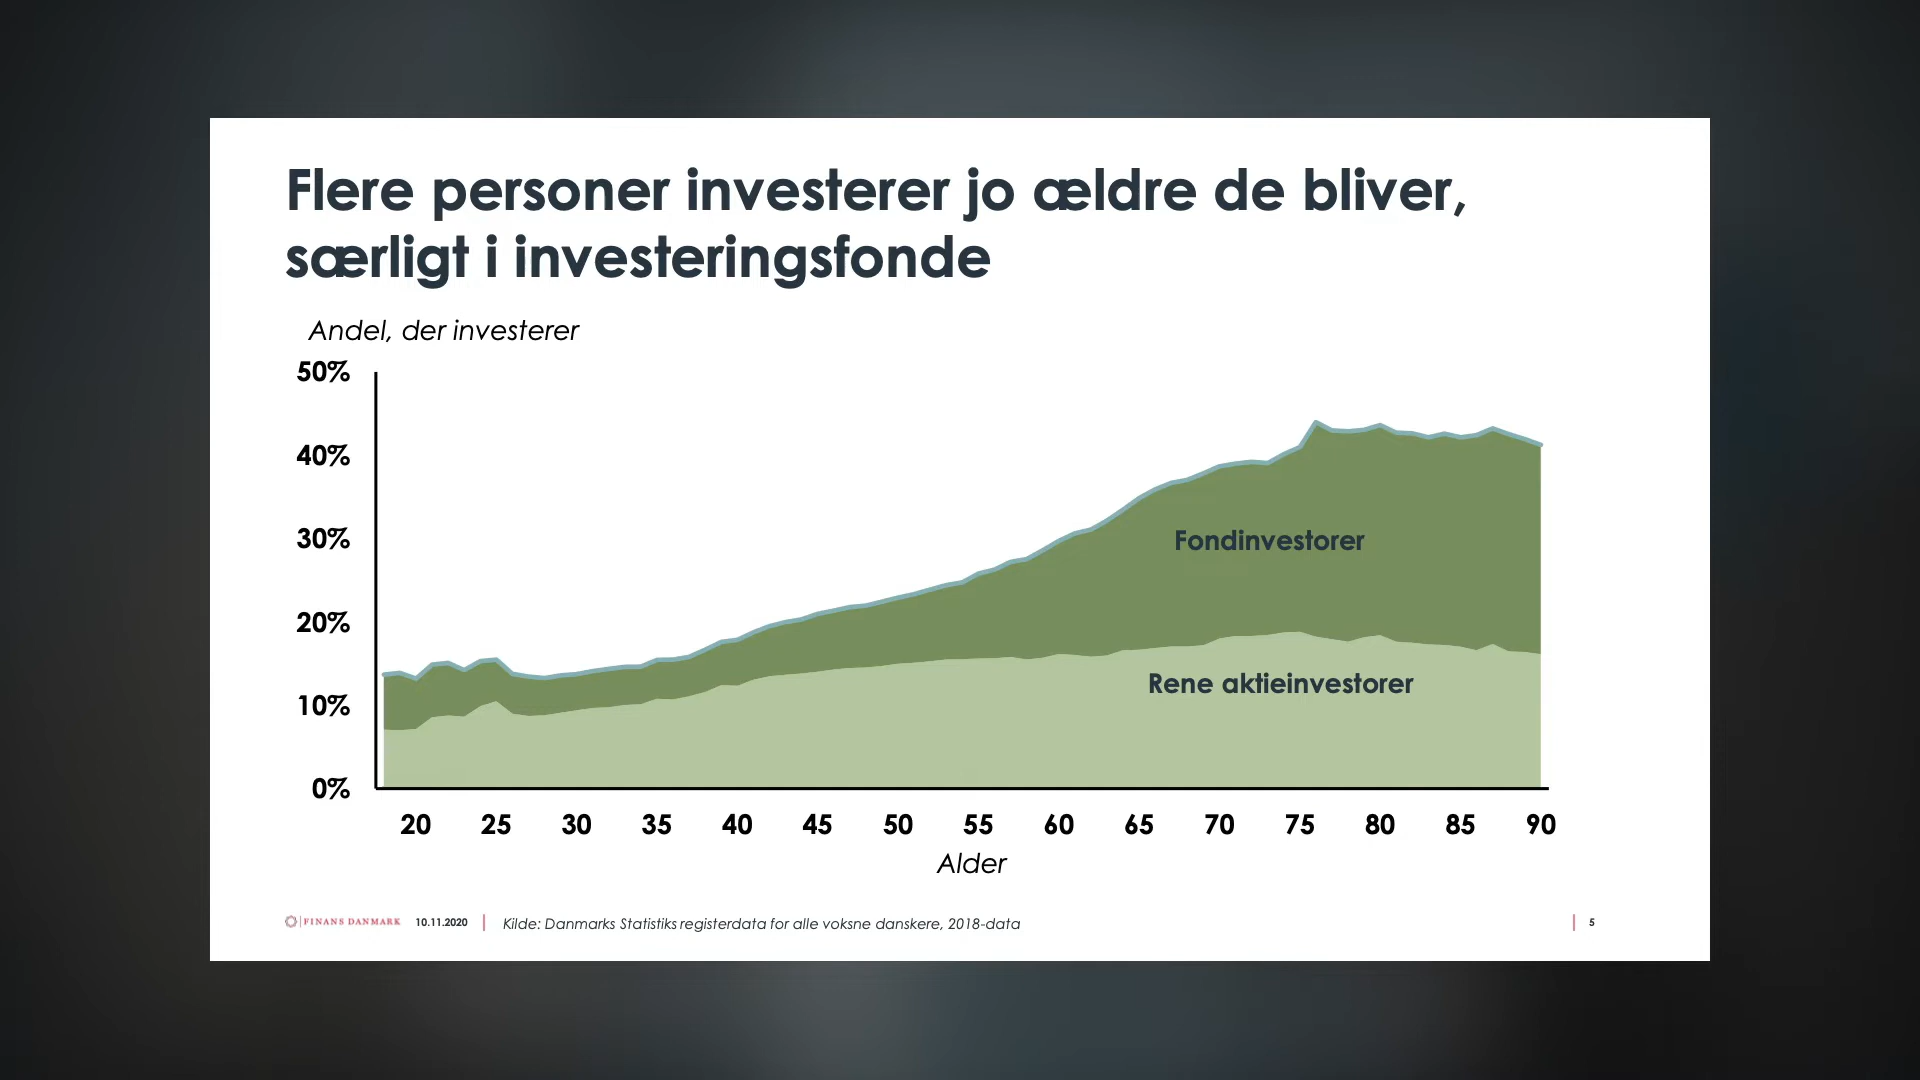 Flere personer investerer jo ældre de bliver,
særligt i investeringsfonde
Andel, der investerer
50%
40%
30%
20%
10%
0%
Fondinvestorer
Rene aktieinvestorer
20 25 30 35 40 45 50 55 60 65 70 75 80 85 90
Alder
FINANS DANMARK 10.11.2020 Kilde: Danmarks Statistiks registerdata for alle voksne danskere, 2018-data 5